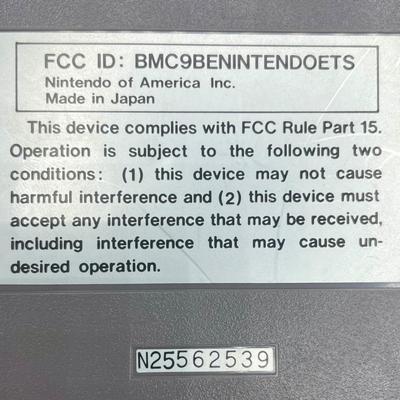 FCC ID: BMC9BENINTENDOETS
Nintendo of America Inc.
Made in Japan
This device complies with FCC Rule Part 15.
Operation is subject to the following two
conditions: (1) this device may not cause
harmful interference and (2) this device must
accept any interference that may be received,
including interference that may cause un-
desired operation.
N25562539